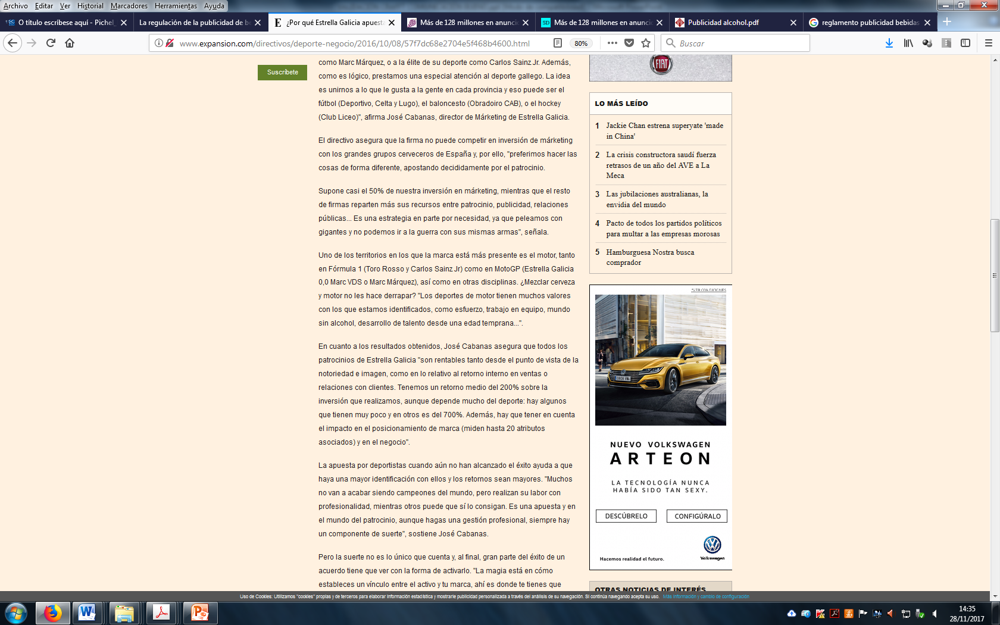 Archivo Editar Ver Historial Marcadores Herramientas Ayuda
O título escríbese aquí - Pichel_
La regulación de la publicidad de be
¿Por qué Estrella Galicia apuesta
Más de 128 millones en anuncio
Más de 128 millones en anuncio
Publicidad alcohol.pdf
reglamento publicidad bebidas
www.expansion.com/directivos/deporte-negocio/2016/10/08/57f7dc68e2704e5f468b4600.html
80%
Buscar
Suscríbete
como Marc Márquez, o a la élite de su deporte como Carlos Sainz Jr. Además,
como es lógico, prestamos una especial atención al deporte gallego. La idea
es unirnos a lo que le gusta a la gente en cada provincia y eso puede ser el
fútbol (Deportivo, Celta y Lugo), el baloncesto (Obradoiro CAB), o el hockey
(Club Liceo)", afirma José Cabanas, director de Márketing de Estrella Galicia.
El directivo asegura que la firma no puede competir en inversión de márketing
con los grandes grupos cerveceros de España y, por ello, "preferimos hacer las
cosas de forma diferente, apostando decididamente por el patrocinio.
Supone casi el 50% de nuestra inversión en márketing, mientras que el resto
de firmas reparten más sus recursos entre patrocinio, publicidad, relaciones
públicas... Es una estrategia en parte por necesidad, ya que peleamos con
gigantes y no podemos ir a la guerra con sus mismas armas", señala.
Uno de los territorios en los que la marca está más presente es el motor, tanto
en Fórmula 1 (Toro Rosso y Carlos Sainz Jr) como en MotoGP (Estrella Galicia
0,0 Marc VDS o Marc Márquez), así como en otras disciplinas. ¿Mezclar cerveza
y motor no les hace derrapar? "Los deportes de motor tienen muchos valores
con los que estamos identificados, como esfuerzo, trabajo en equipo, mundo
sin alcohol, desarrollo de talento desde una edad temprana...".
En cuanto a los resultados obtenidos, José Cabanas asegura que todos los
patrocinios de Estrella Galicia "son rentables tanto desde el punto de vista de la
notoriedad e imagen, como en lo relativo al retorno interno en ventas o
relaciones con clientes. Tenemos un retorno medio del 200% sobre la
inversión que realizamos, aunque depende mucho del deporte: hay algunos
que tienen muy poco y en otros es del 700%. Además, hay que tener en cuenta
el impacto en el posicionamiento de marca (miden hasta 20 atributos
asociados) y en el negocio".
La apuesta por deportistas cuando aún no han alcanzado el éxito ayuda a que
haya una mayor identificación con ellos y los retornos sean mayores. "Muchos
no van a acabar siendo campeones del mundo, pero realizan su labor con
profesionalidad, mientras otros puede que sí lo consigan. Es una apuesta y en
el mundo del patrocinio, aunque hagas una gestión profesional, siempre hay
un componente de suerte", sostiene José Cabanas.
Pero la suerte no es lo único que cuenta y, al final, gran parte del éxito de un
acuerdo tiene que ver con la forma de activarlo. "La magia está en cómo
estableces un vínculo entre el activo y tu marca, ahí es donde te tienes que
FIAT
LO MÁS LEÍDO
1 Jackie Chan estrena superyate 'made
in China'
2 La crisis constructora saudí fuerza
retrasos de un año del AVE a La
Meca
3 Las jubilaciones australianas, la
envidia del mundo
4 Pacto de todos los partidos políticos
para multar a las empresas morosas
5 Hamburguesa Nostra busca
comprador
*VER CONDICIONES
NUEVO VOLKSWAGEN
ARTEON
LA TECNOLOGÍA NUNCA
HABÍA SIDO TAN SEXY.
DESCÚBRELO
CONFIGÚRALO
Hacemos realidad el futuro.
Volkswagen
OTRAS NOTICIAS DE INTERÉS
Uso de Cookies: Utilizamos "cookies" propias y de terceros para elaborar información estadística y mostrarle publicidad personalizada a través del análisis de su navegación. Si continúa navegando acepta su uso. Más información y cambio de configuración
14:35
28/11/2017